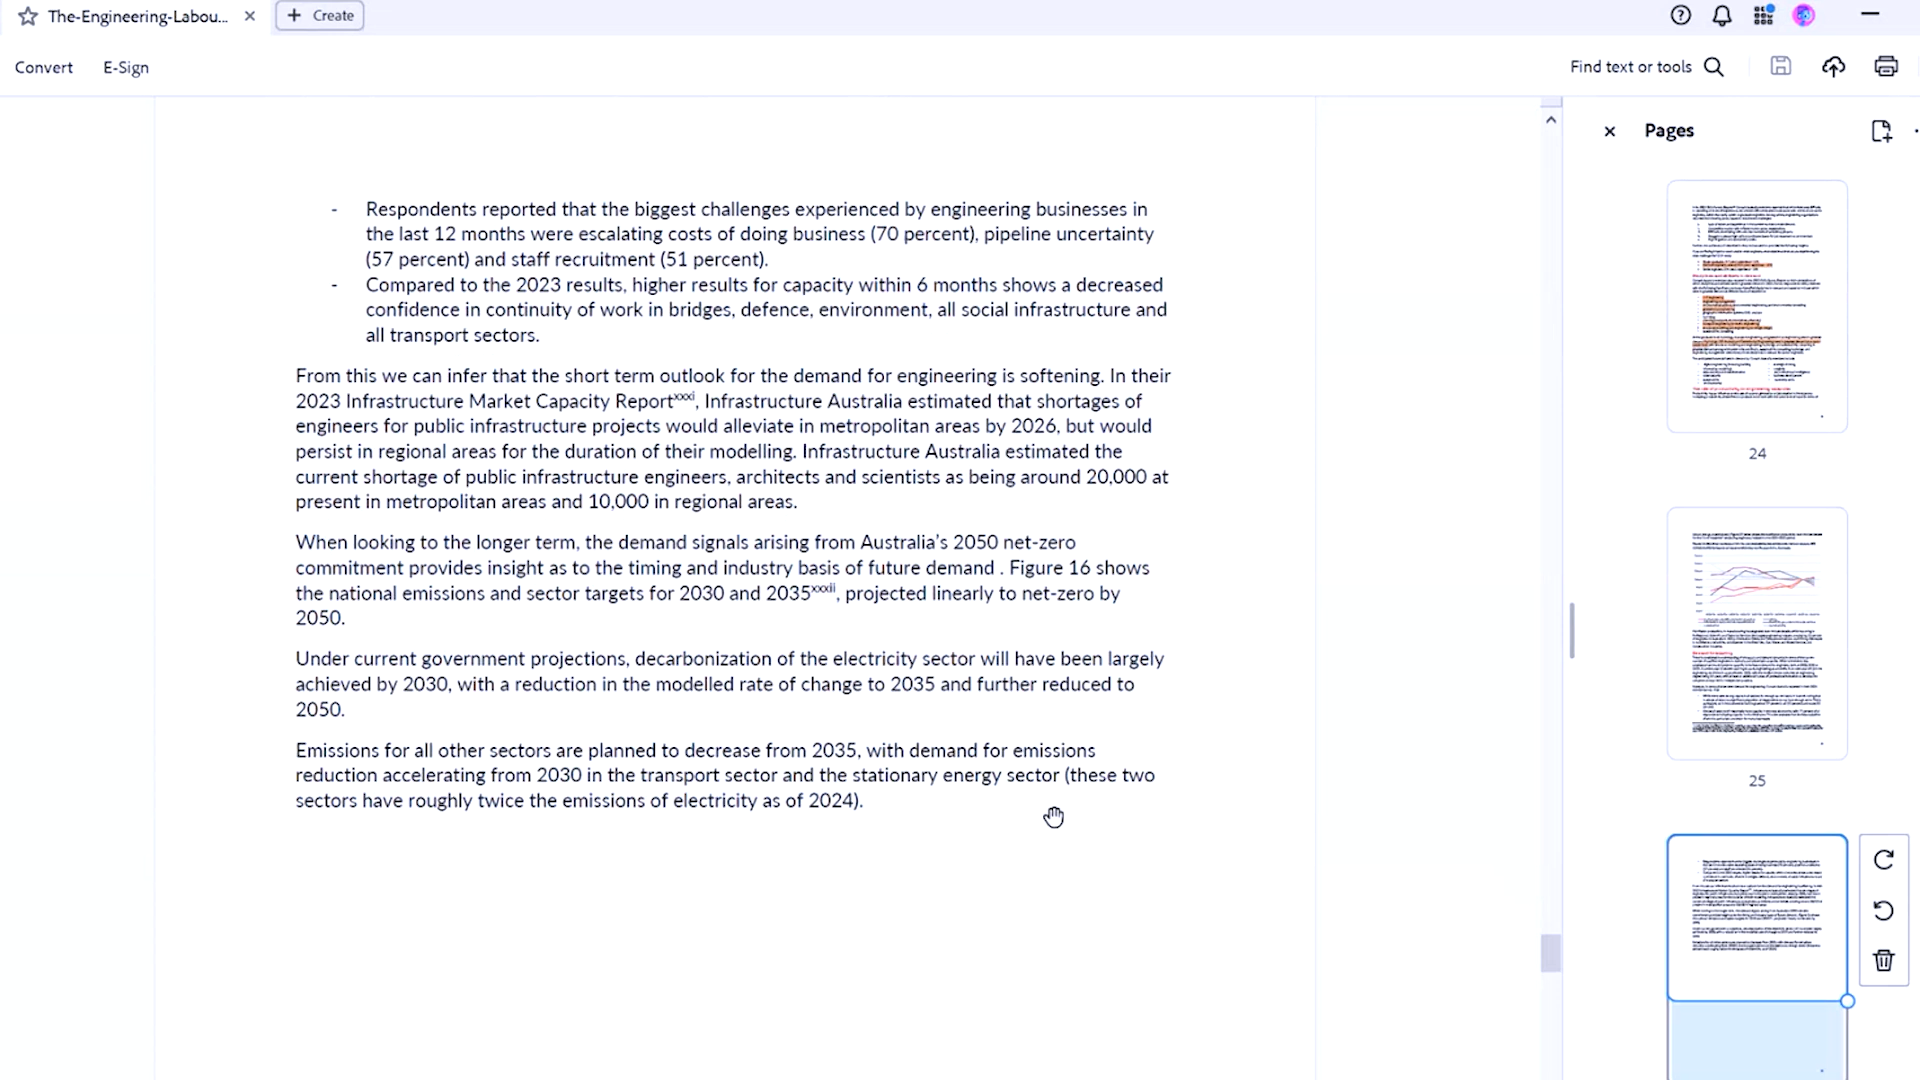 The-Engineering-Labou...
Create
Convert
E-Sign
Find text or tools
Pages
- Respondents reported that the biggest challenges experienced by engineering businesses in
the last 12 months were escalating costs of doing business (70 percent), pipeline uncertainty
(57 percent) and staff recruitment (51 percent).
- Compared to the 2023 results, higher results for capacity within 6 months shows a decreased
confidence in continuity of work in bridges, defence, environment, all social infrastructure and
all transport sectors.
From this we can infer that the short term outlook for the demand for engineering is softening. In their
2023 Infrastructure Market Capacity Reportxxxi, Infrastructure Australia estimated that shortages of
engineers for public infrastructure projects would alleviate in metropolitan areas by 2026, but would
persist in regional areas for the duration of their modelling. Infrastructure Australia estimated the
current shortage of public infrastructure engineers, architects and scientists as being around 20,000 at
present in metropolitan areas and 10,000 in regional areas.
When looking to the longer term, the demand signals arising from Australia's 2050 net-zero
commitment provides insight as to the timing and industry basis of future demand . Figure 16 shows
the national emissions and sector targets for 2030 and 2035xxxii, projected linearly to net-zero by
2050.
Under current government projections, decarbonization of the electricity sector will have been largely
achieved by 2030, with a reduction in the modelled rate of change to 2035 and further reduced to
2050.
Emissions for all other sectors are planned to decrease from 2035, with demand for emissions
reduction accelerating from 2030 in the transport sector and the stationary energy sector (these two
sectors have roughly twice the emissions of electricity as of 2024).
24
25